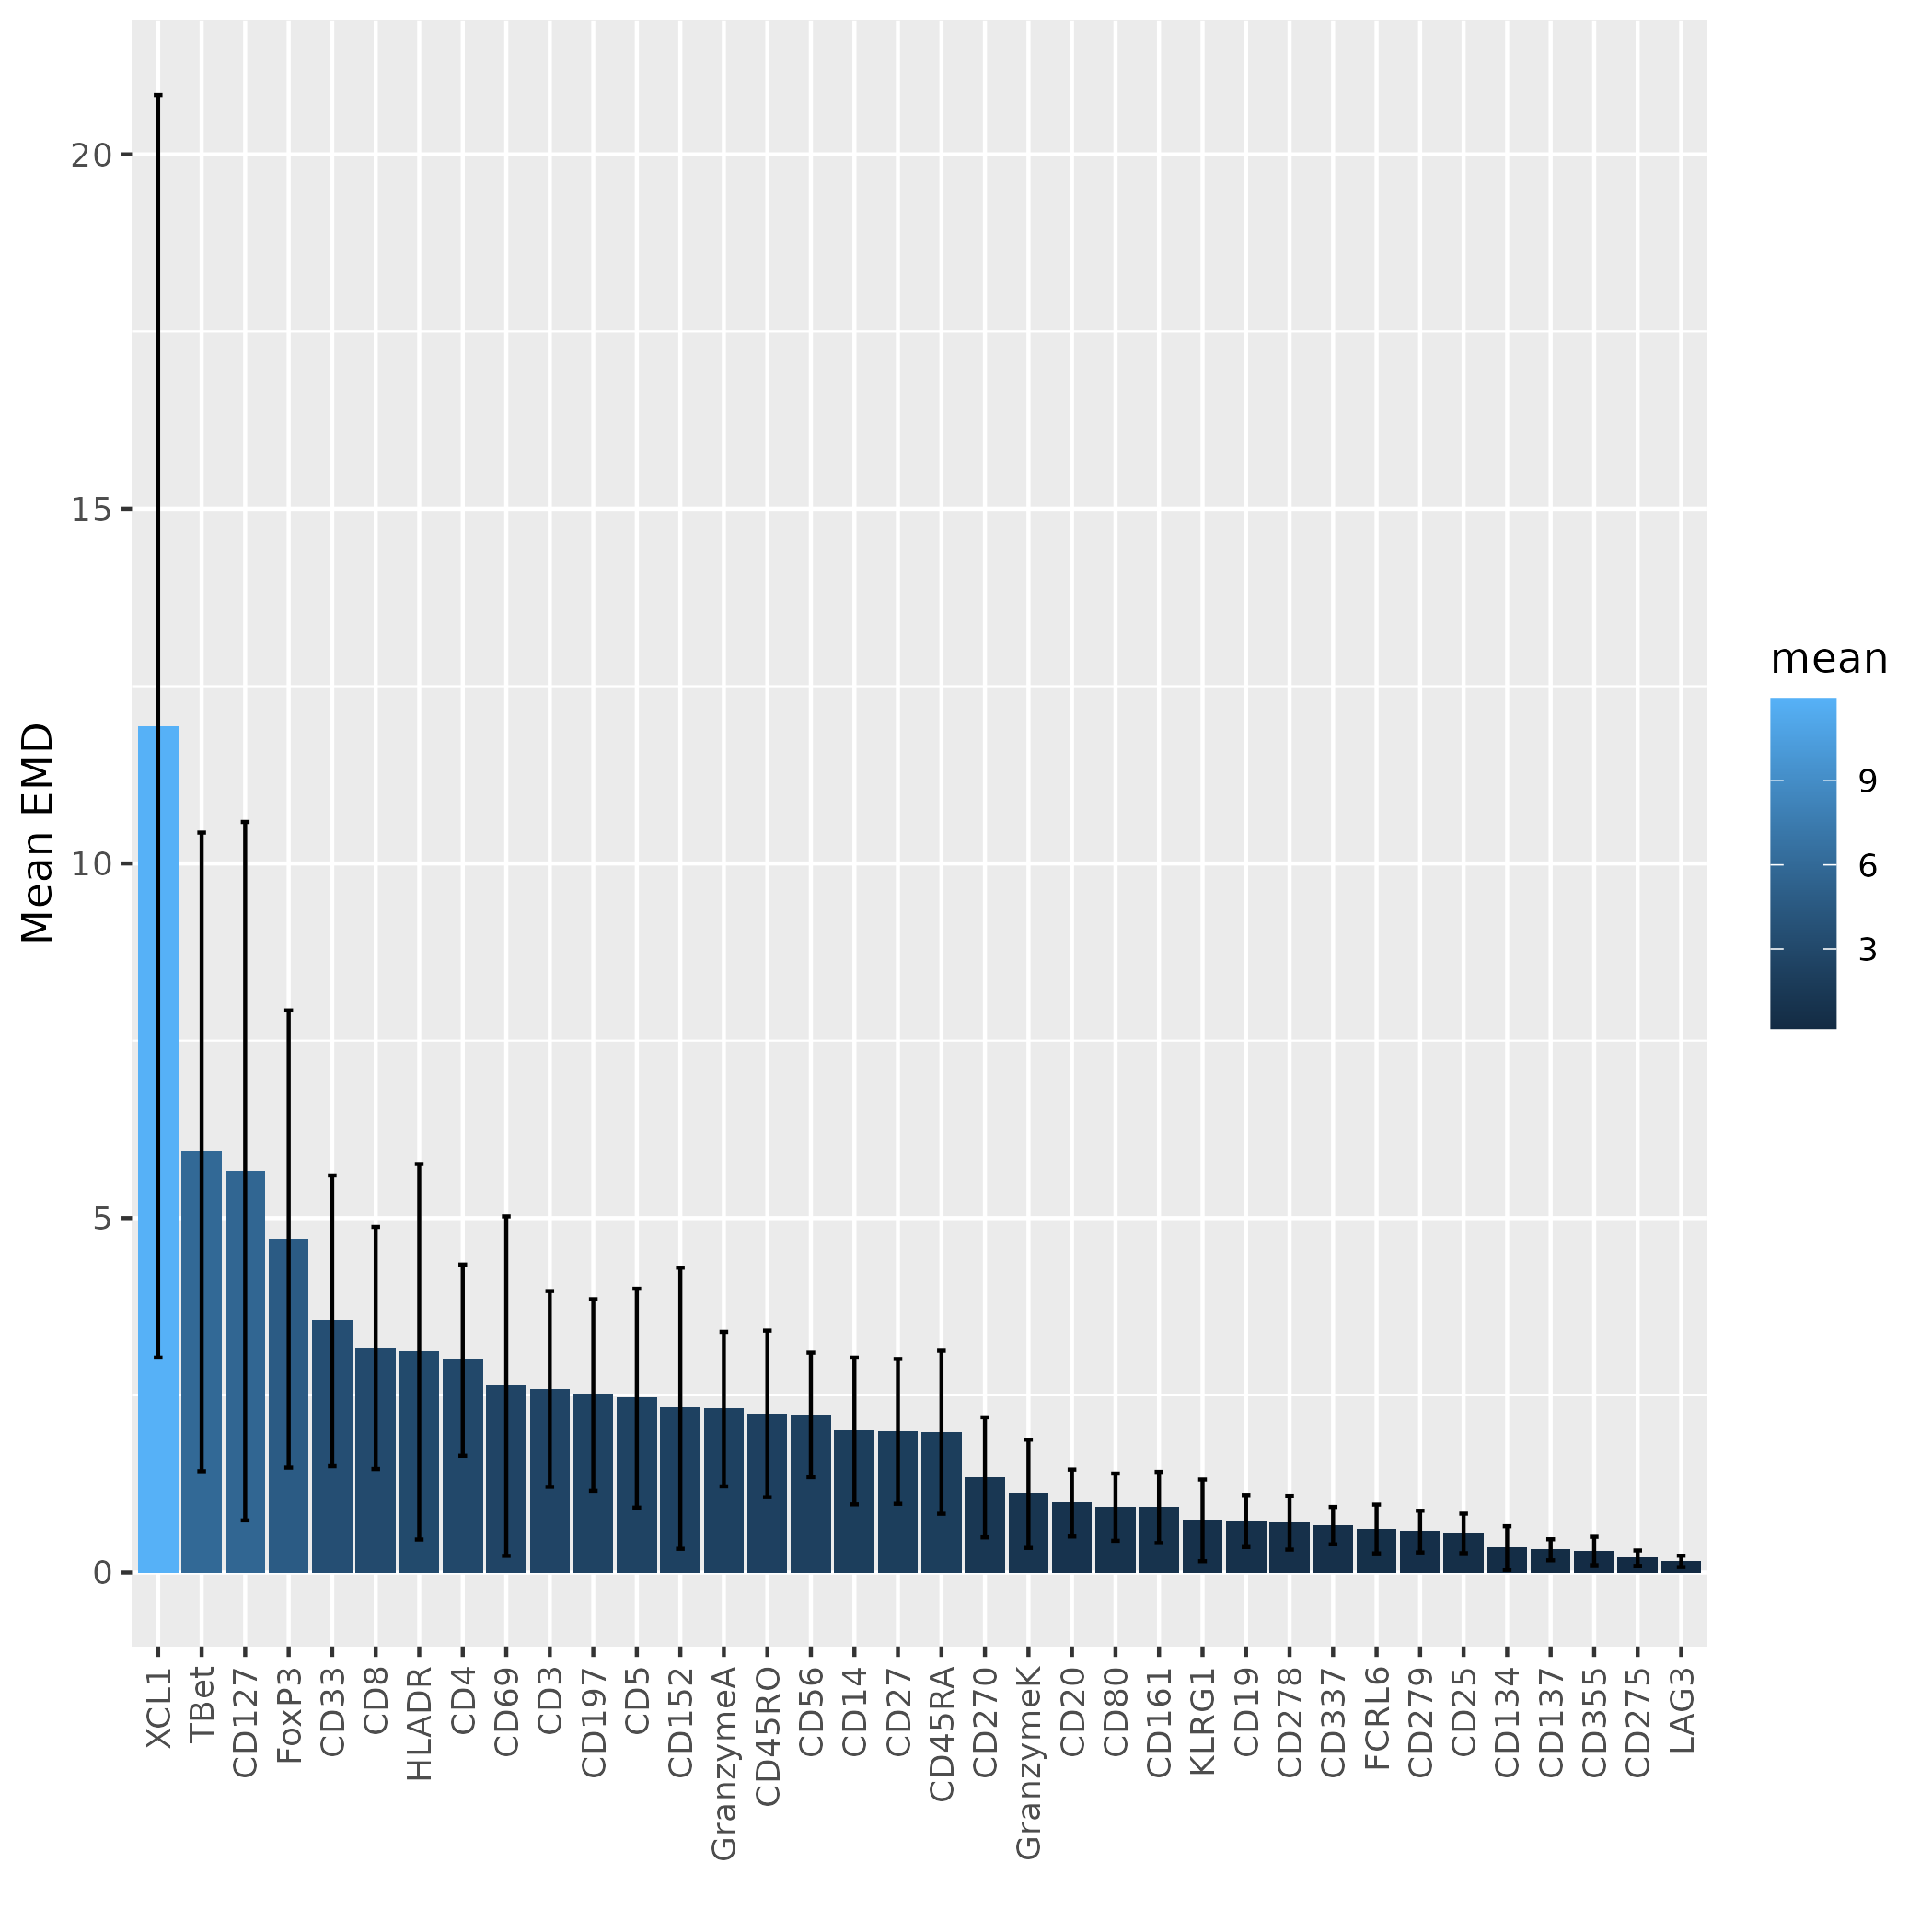 Mean EMD
20
15
10
5
0
XCL1
TBet
CD127
FoxP3
CD33
CD8
HLADR
CD4
CD69
CD3
CD197
CD5
CD152
GranzymeA
CD45RO
CD56
CD14
CD27
CD45RA
CD270
GranzymeK
CD20
CD80
CD161
KLRG1
CD19
CD278
CD337
FCRL6
CD279
CD25
CD134
CD137
CD355
CD275
LAG3
mean
9
6
3